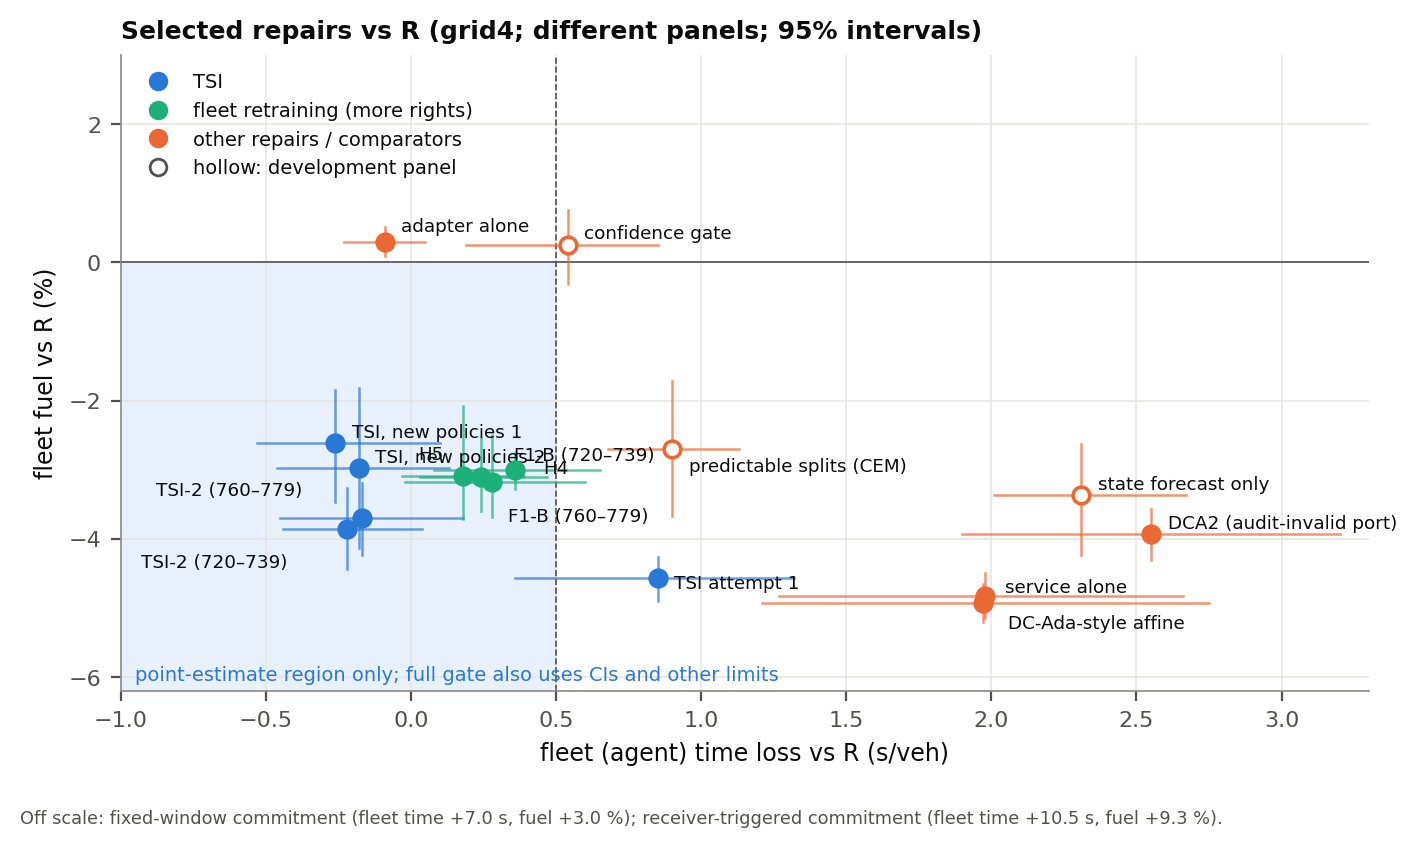 Selected repairs vs R (grid4; different panels; 95% intervals)
TSI
fleet retraining (more rights)
other repairs / comparators
hollow: development panel
adapter alone
confidence gate
TSI, new policies 1
H5
TSI, new policies 2
F1-B (720–739)
H4
predictable splits (CEM)
TSI-2 (760–779)
state forecast only
F1-B (760–779)
DCA2 (audit-invalid port)
TSI-2 (720–739)
TSI attempt 1
service alone
DC-Ada-style affine
point-estimate region only; full gate also uses CIs and other limits
2
0
−2
−4
−6
fleet fuel vs R (%)
−1.0
−0.5
0.0
0.5
1.0
1.5
2.0
2.5
3.0
fleet (agent) time loss vs R (s/veh)
Off scale: fixed-window commitment (fleet time +7.0 s, fuel +3.0 %); receiver-triggered commitment (fleet time +10.5 s, fuel +9.3 %).